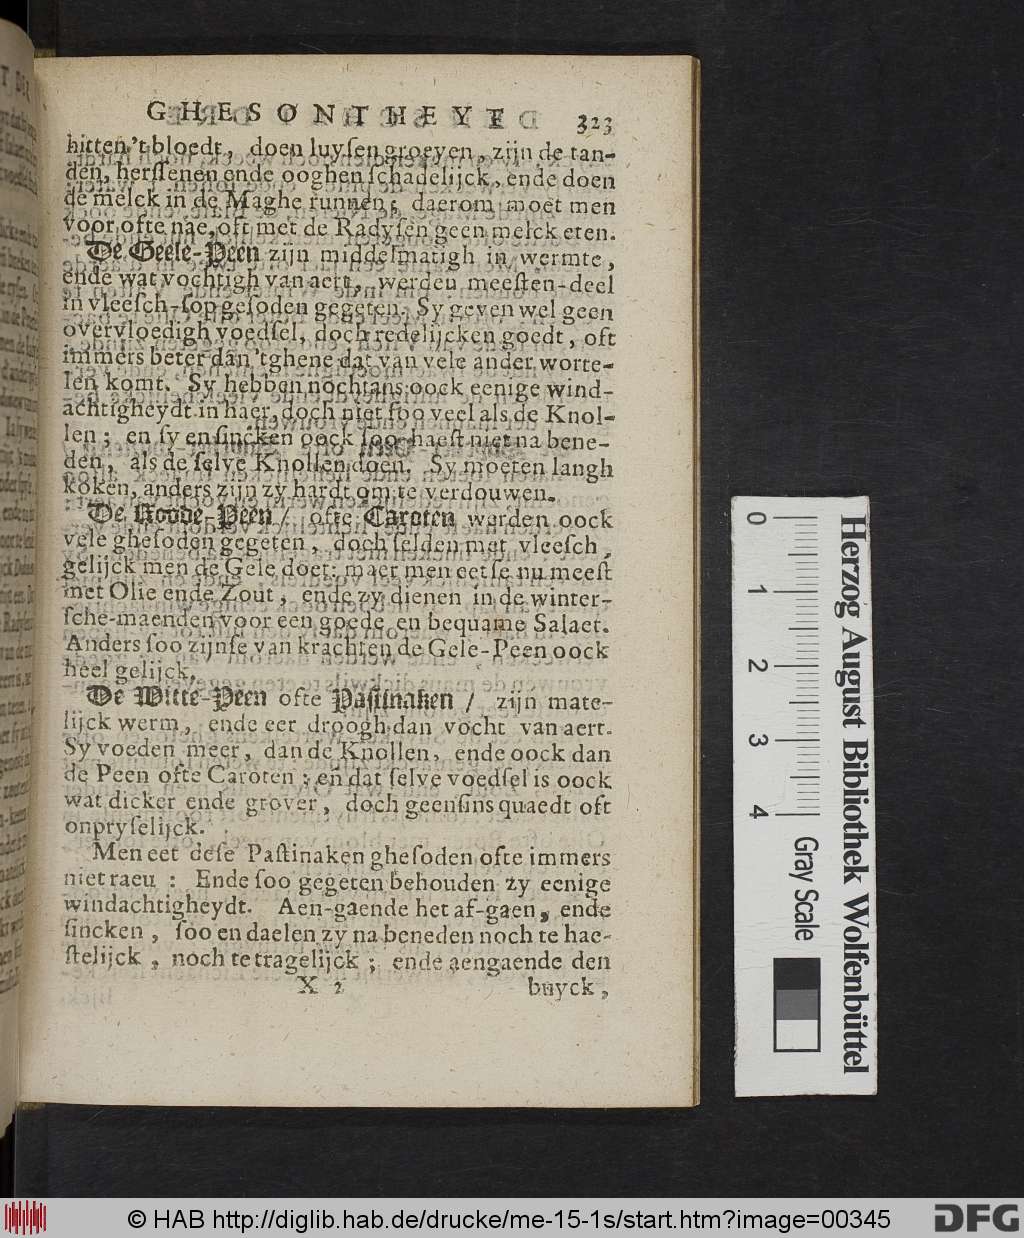 GHESONTHEYT 323
hitten 't bloedt, doen luysen groeyen, zijn de tan-
den, herssenen ende ooghen schadelijck, ende doen
de melck in de Maghe runnen; daerom moet men
voor ofte nae, oft met de Radysen geen melck eten.
De Geele-Peen zijn middelmatigh in wermte,
ende wat vochtigh van aert, werden meesten-deel
in vleesch-sop gesoden gegeten. Sy geven wel geen
overvloedigh voedsel, doch redelijcken goedt, oft
immers beter dan 'tghene dat van vele ander worte-
len komt. Sy hebben nochtans oock eenige wind-
achtigheydt in haer, doch niet soo veel als de Knol-
len; en sy en sincken oock soo haest niet na bene-
den, als de selve Knollen doen. Sy moeten langh
koken, anders zijn zy hardt om te verdouwen.
De Roode-Peen / ofte Caroten werden oock
vele ghesoden gegeten, doch selden met vleesch,
gelijck men de Gele doet: maer men eetse nu meest
met Olie ende Zout, ende zy dienen in de winter-
sche-maenden voor een goede en bequame Salaet.
Anders soo zijnse van krachten de Gele-Peen oock
heel gelijck.
De Witte-Peen ofte Pastinaken / zijn mate-
lijck werm, ende eer droogh dan vocht van aert.
Sy voeden meer, dan de Knollen, ende oock dan
de Peen ofte Caroten; en dat selve voedsel is oock
wat dicker ende grover, doch geensins quaedt oft
onpryselijck.
Men eet dese Pastinaken ghesoden ofte immers
niet raeu: Ende soo gegeten behouden zy eenige
windachtigheydt. Aen-gaende het af-gaen, ende
sincken, soo en daelen zy na beneden noch te hae-
stelijck, noch te tragelijck; ende aengaende den
X 2 buyck,
0 1 2 3 4 Gray Scale
Herzog August Bibliothek Wolfenbüttel
© HAB http://diglib.hab.de/drucke/me-15-1s/start.htm?image=00345 DFG